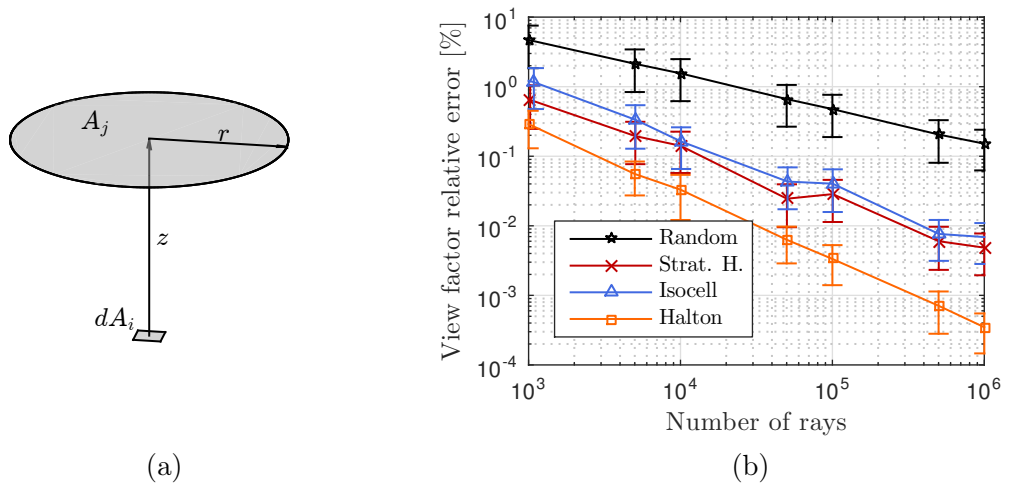 A_j
r
z
dA_i
(a)
View factor relative error [%]
10^1
10^0
10^-1
10^-2
10^-3
10^-4
Random
Strat. H.
Isocell
Halton
10^3
10^4
10^5
10^6
Number of rays
(b)